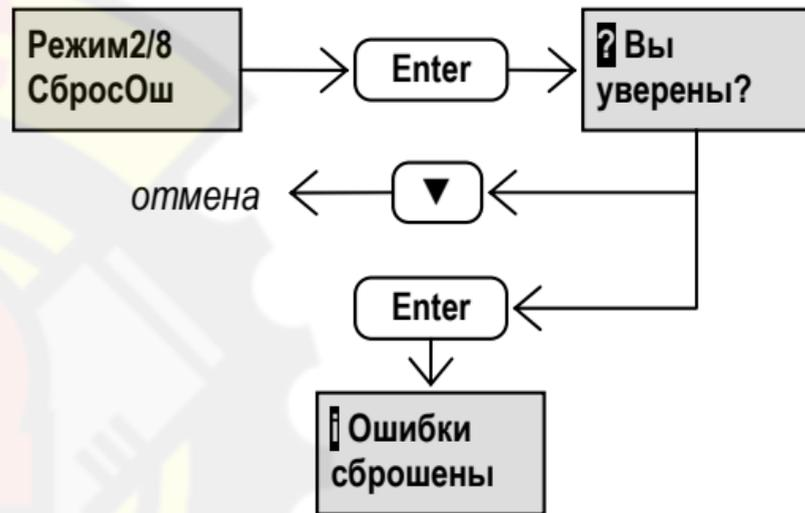 Режим2/8
СбросОш
Enter
? Вы
уверены?
отмена
▼
Enter
i Ошибки
сброшены